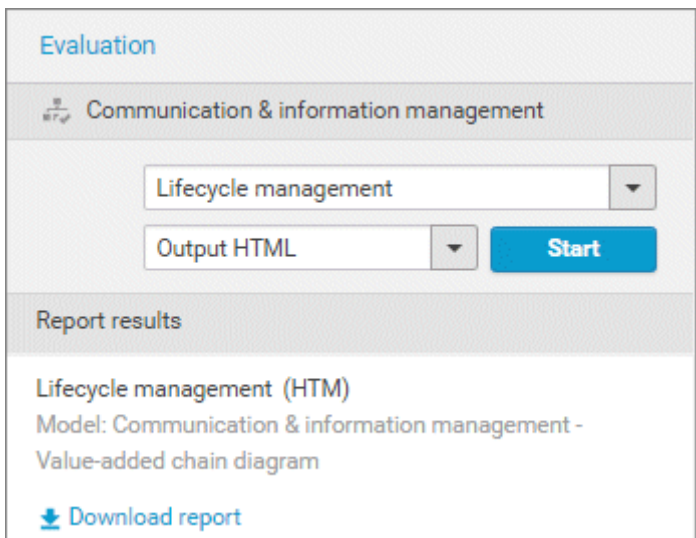 Evaluation
Communication & information management
Lifecycle management
Output HTML
Start
Report results
Lifecycle management (HTM)
Model: Communication & information management -
Value-added chain diagram
Download report